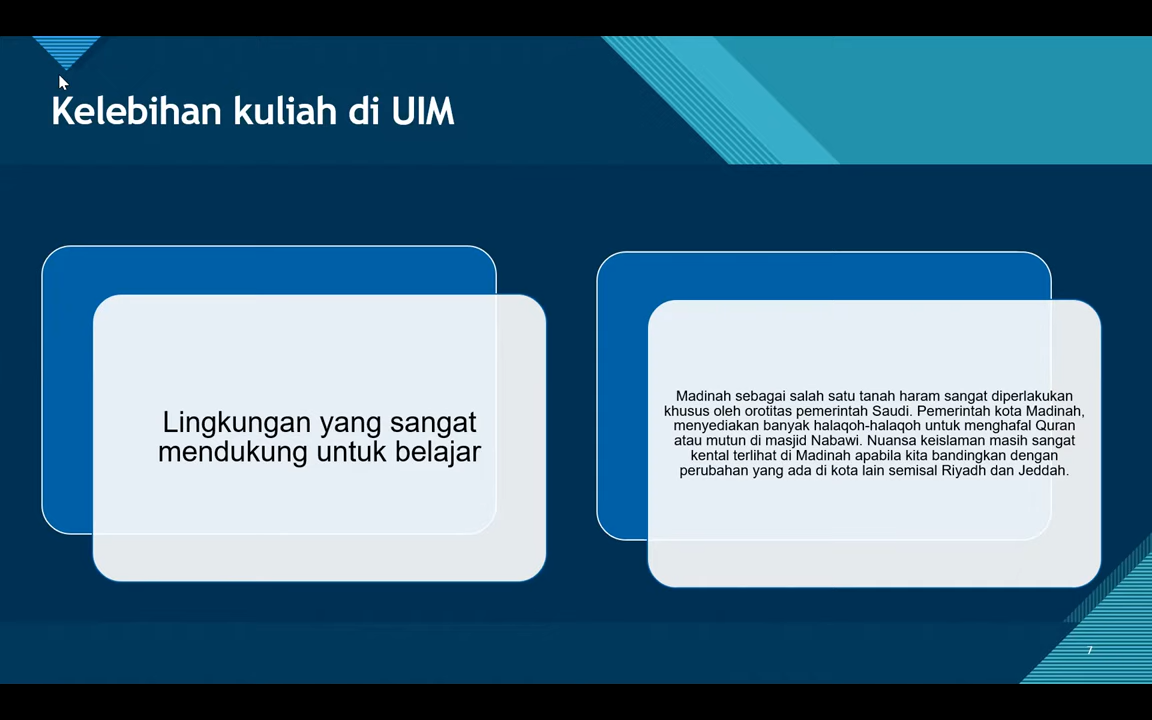 Kelebihan kuliah di UIM
Lingkungan yang sangat
mendukung untuk belajar
Madinah sebagai salah satu tanah haram sangat diperlakukan
khusus oleh orotitas pemerintah Saudi. Pemerintah kota Madinah,
menyediakan banyak halaqoh-halaqoh untuk menghafal Quran
atau mutun di masjid Nabawi. Nuansa keislaman masih sangat
kental terlihat di Madinah apabila kita bandingkan dengan
perubahan yang ada di kota lain semisal Riyadh dan Jeddah.
7